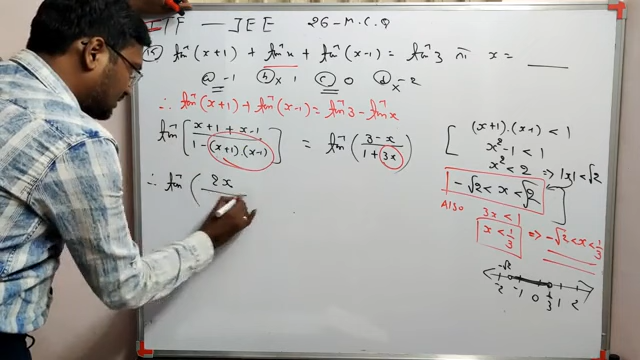 ITF — JEE 26-M.C.Q
(15) tan⁻¹(x+1) + tan⁻¹x + tan⁻¹(x-1) = tan⁻¹3 x = ____
(a) -1 (b) 1 (c) 0 (d) -2
∴ tan⁻¹(x+1) + tan⁻¹(x-1) = tan⁻¹3 - tan⁻¹x
tan⁻¹[(x+1+x-1)/(1-(x+1).(x-1))] = tan⁻¹((3-x)/(1+3x))
∴ tan⁻¹(2x
(x+1).(x-1) < 1
x²-1 < 1
x² < 2 ⇒ |x| < √2
-√2 < x < √2
Also
3x < 1
x < 1/3 ⇒ -√2 < x < 1/3
-√2
-2 -1 0 1/3 1 2